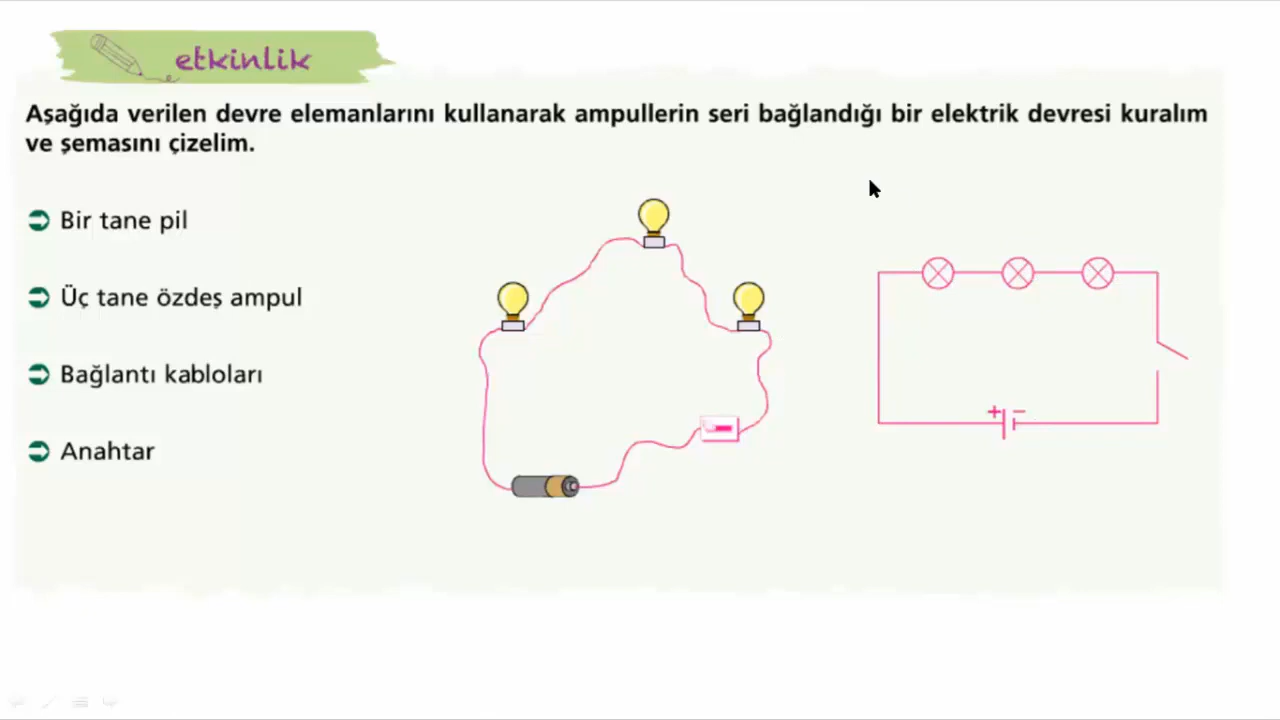 etkinlik
Aşağıda verilen devre elemanlarını kullanarak ampullerin seri bağlandığı bir elektrik devresi kuralım
ve şemasını çizelim.
Bir tane pil
Üç tane özdeş ampul
Bağlantı kabloları
Anahtar
+ −